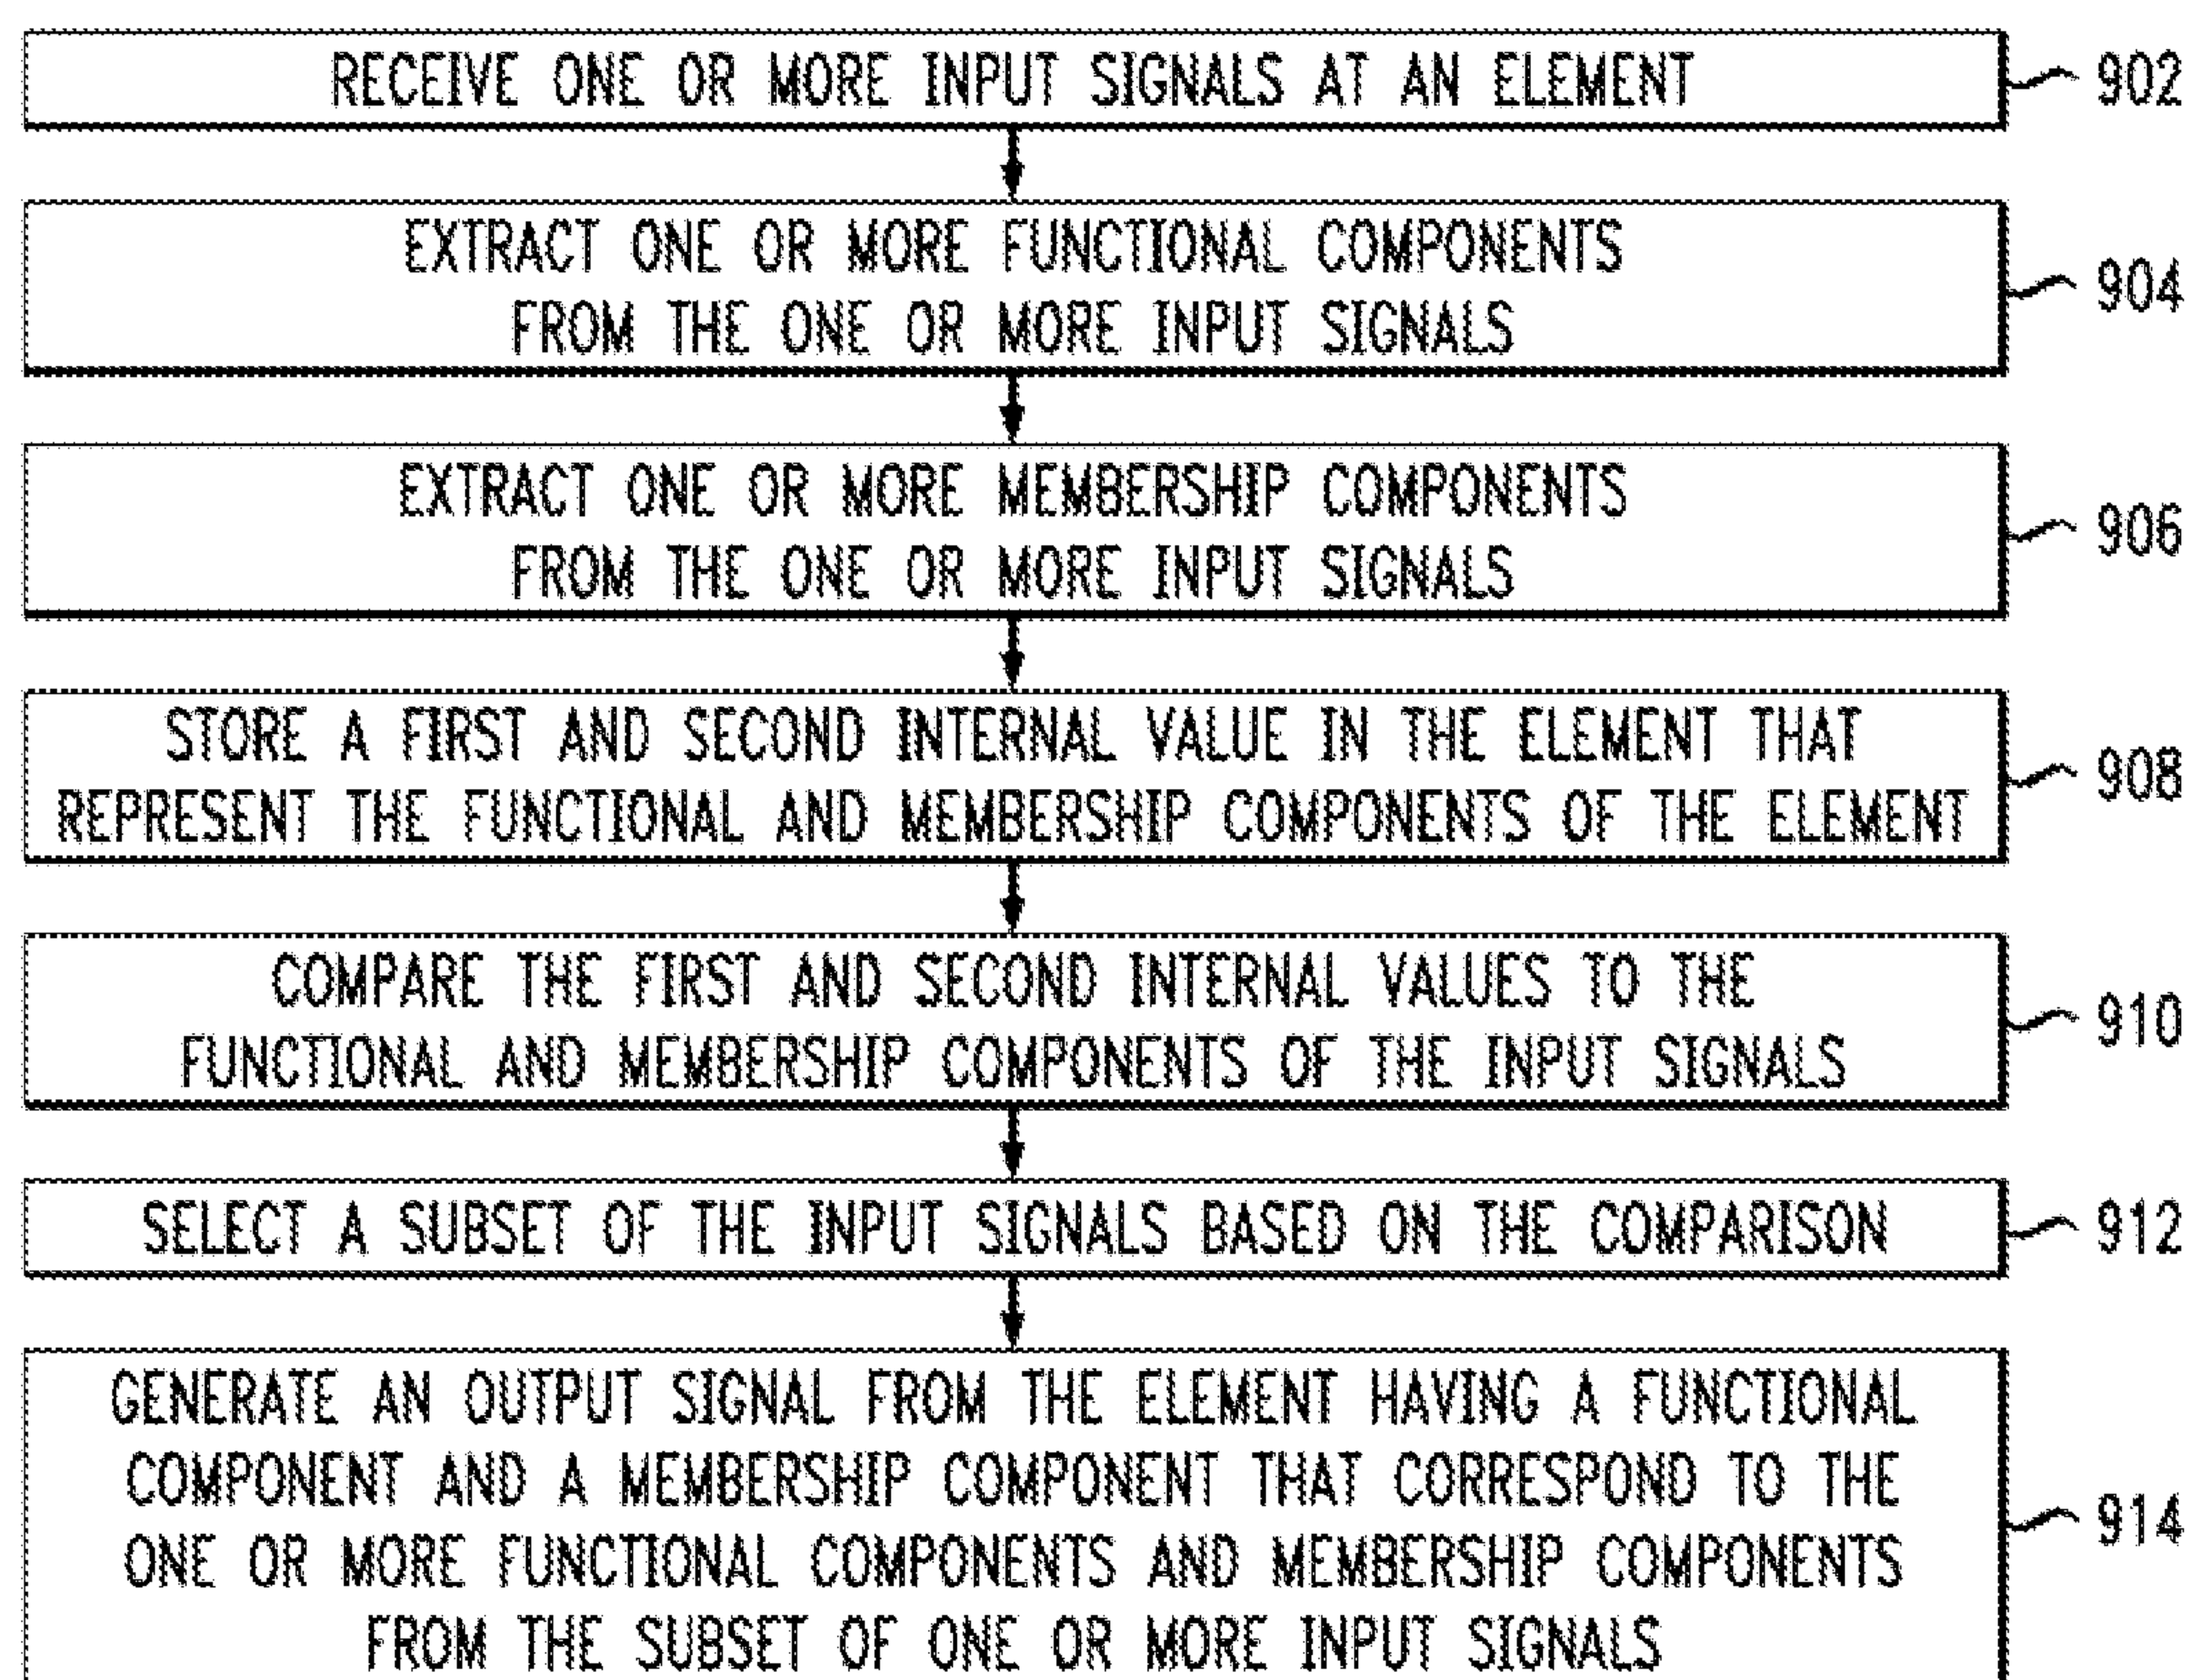 RECEIVE ONE OR MORE INPUT SIGNALS AT AN ELEMENT
902
EXTRACT ONE OR MORE FUNCTIONAL COMPONENTS
FROM THE ONE OR MORE INPUT SIGNALS
904
EXTRACT ONE OR MORE MEMBERSHIP COMPONENTS
FROM THE ONE OR MORE INPUT SIGNALS
906
STORE A FIRST AND SECOND INTERNAL VALUE IN THE ELEMENT THAT
REPRESENT THE FUNCTIONAL AND MEMBERSHIP COMPONENTS OF THE ELEMENT
908
COMPARE THE FIRST AND SECOND INTERNAL VALUES TO THE
FUNCTIONAL AND MEMBERSHIP COMPONENTS OF THE INPUT SIGNALS
910
SELECT A SUBSET OF THE INPUT SIGNALS BASED ON THE COMPARISON
912
GENERATE AN OUTPUT SIGNAL FROM THE ELEMENT HAVING A FUNCTIONAL
COMPONENT AND A MEMBERSHIP COMPONENT THAT CORRESPOND TO THE
ONE OR MORE FUNCTIONAL COMPONENTS AND MEMBERSHIP COMPONENTS
FROM THE SUBSET OF ONE OR MORE INPUT SIGNALS
914